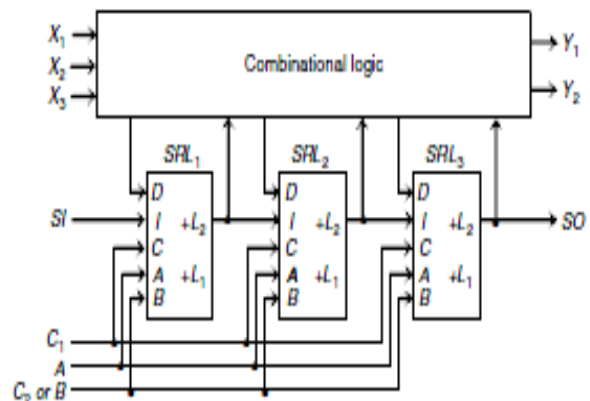 X1
X2
X3
Combinational logic
Y1
Y2
SRL1
SRL2
SRL3
D
I
C
A
B
+L2
+L1
D
I
C
A
B
+L2
+L1
D
I
C
A
B
+L2
+L1
SI
SO
C1
A
C2 or B